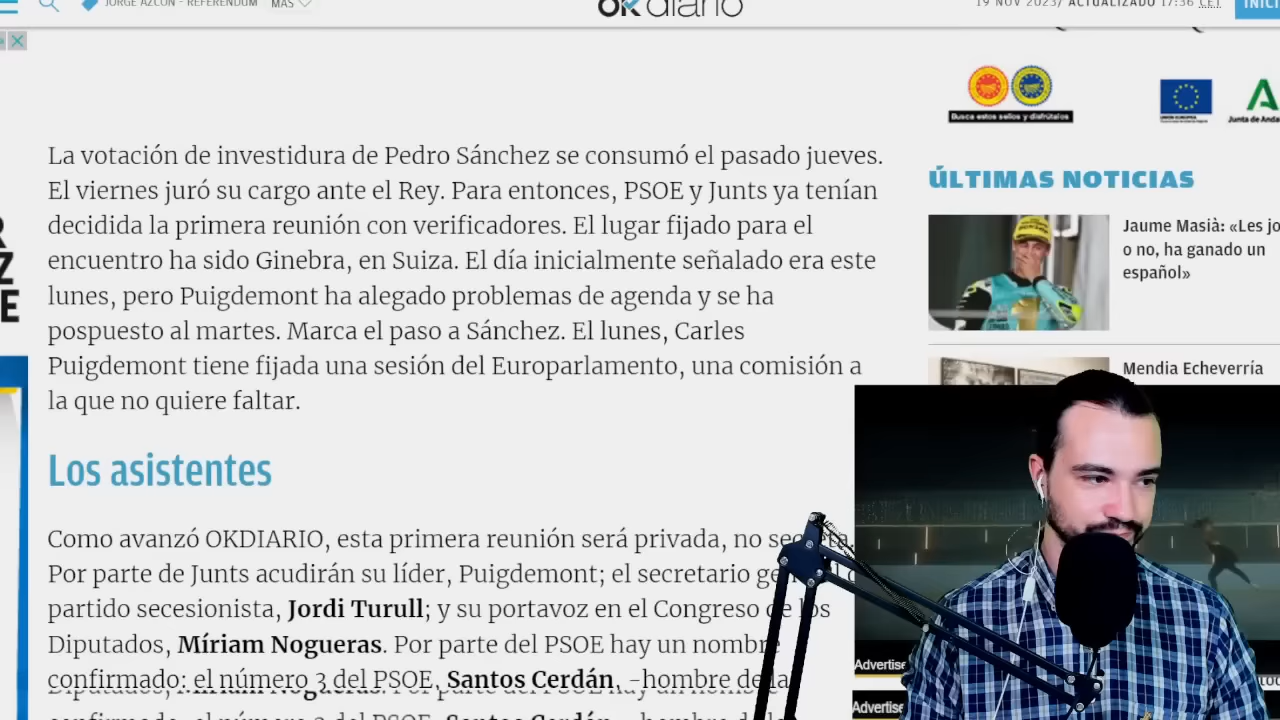 JORGE AZCÓN - REFERÉNDUM
MÁS
okdiario
19 NOV 2023/ ACTUALIZADO 17:36 CET
INICI
La votación de investidura de Pedro Sánchez se consumó el pasado jueves.
El viernes juró su cargo ante el Rey. Para entonces, PSOE y Junts ya tenían
decidida la primera reunión con verificadores. El lugar fijado para el
encuentro ha sido Ginebra, en Suiza. El día inicialmente señalado era este
lunes, pero Puigdemont ha alegado problemas de agenda y se ha
pospuesto al martes. Marca el paso a Sánchez. El lunes, Carles
Puigdemont tiene fijada una sesión del Europarlamento, una comisión a
la que no quiere faltar.
Los asistentes
Como avanzó OKDIARIO, esta primera reunión será privada, no secreta.
Por parte de Junts acudirán su líder, Puigdemont; el secretario general d
partido secesionista, Jordi Turull; y su portavoz en el Congreso de los
Diputados, Míriam Nogueras. Por parte del PSOE hay un nombre
confirmado: el número 3 del PSOE, Santos Cerdán, -hombre de la
Busca estos sellos y disfrútalos
UNIÓN EUROPEA
Junta de Anda
ÚLTIMAS NOTICIAS
Jaume Masià: «Les jo
o no, ha ganado un
español»
Mendia Echeverría
Advertise
Advertise
R
Z
E